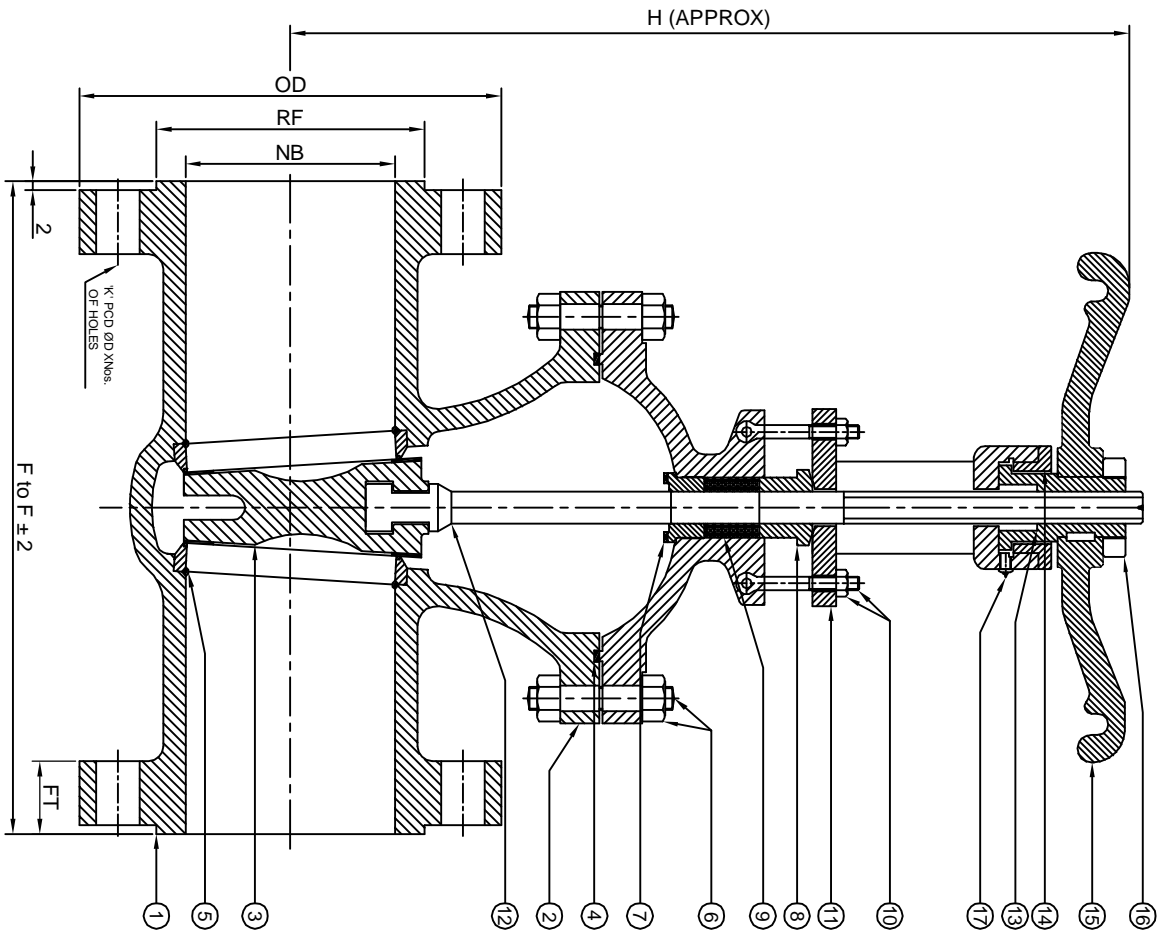 H (APPROX)
OD
RF
NB
2
'K' PCD ØD XNos.
OF HOLES
F to F ± 2
FT
1
5
3
12
2
4
7
6
9
8
11
10
17
13
14
15
16